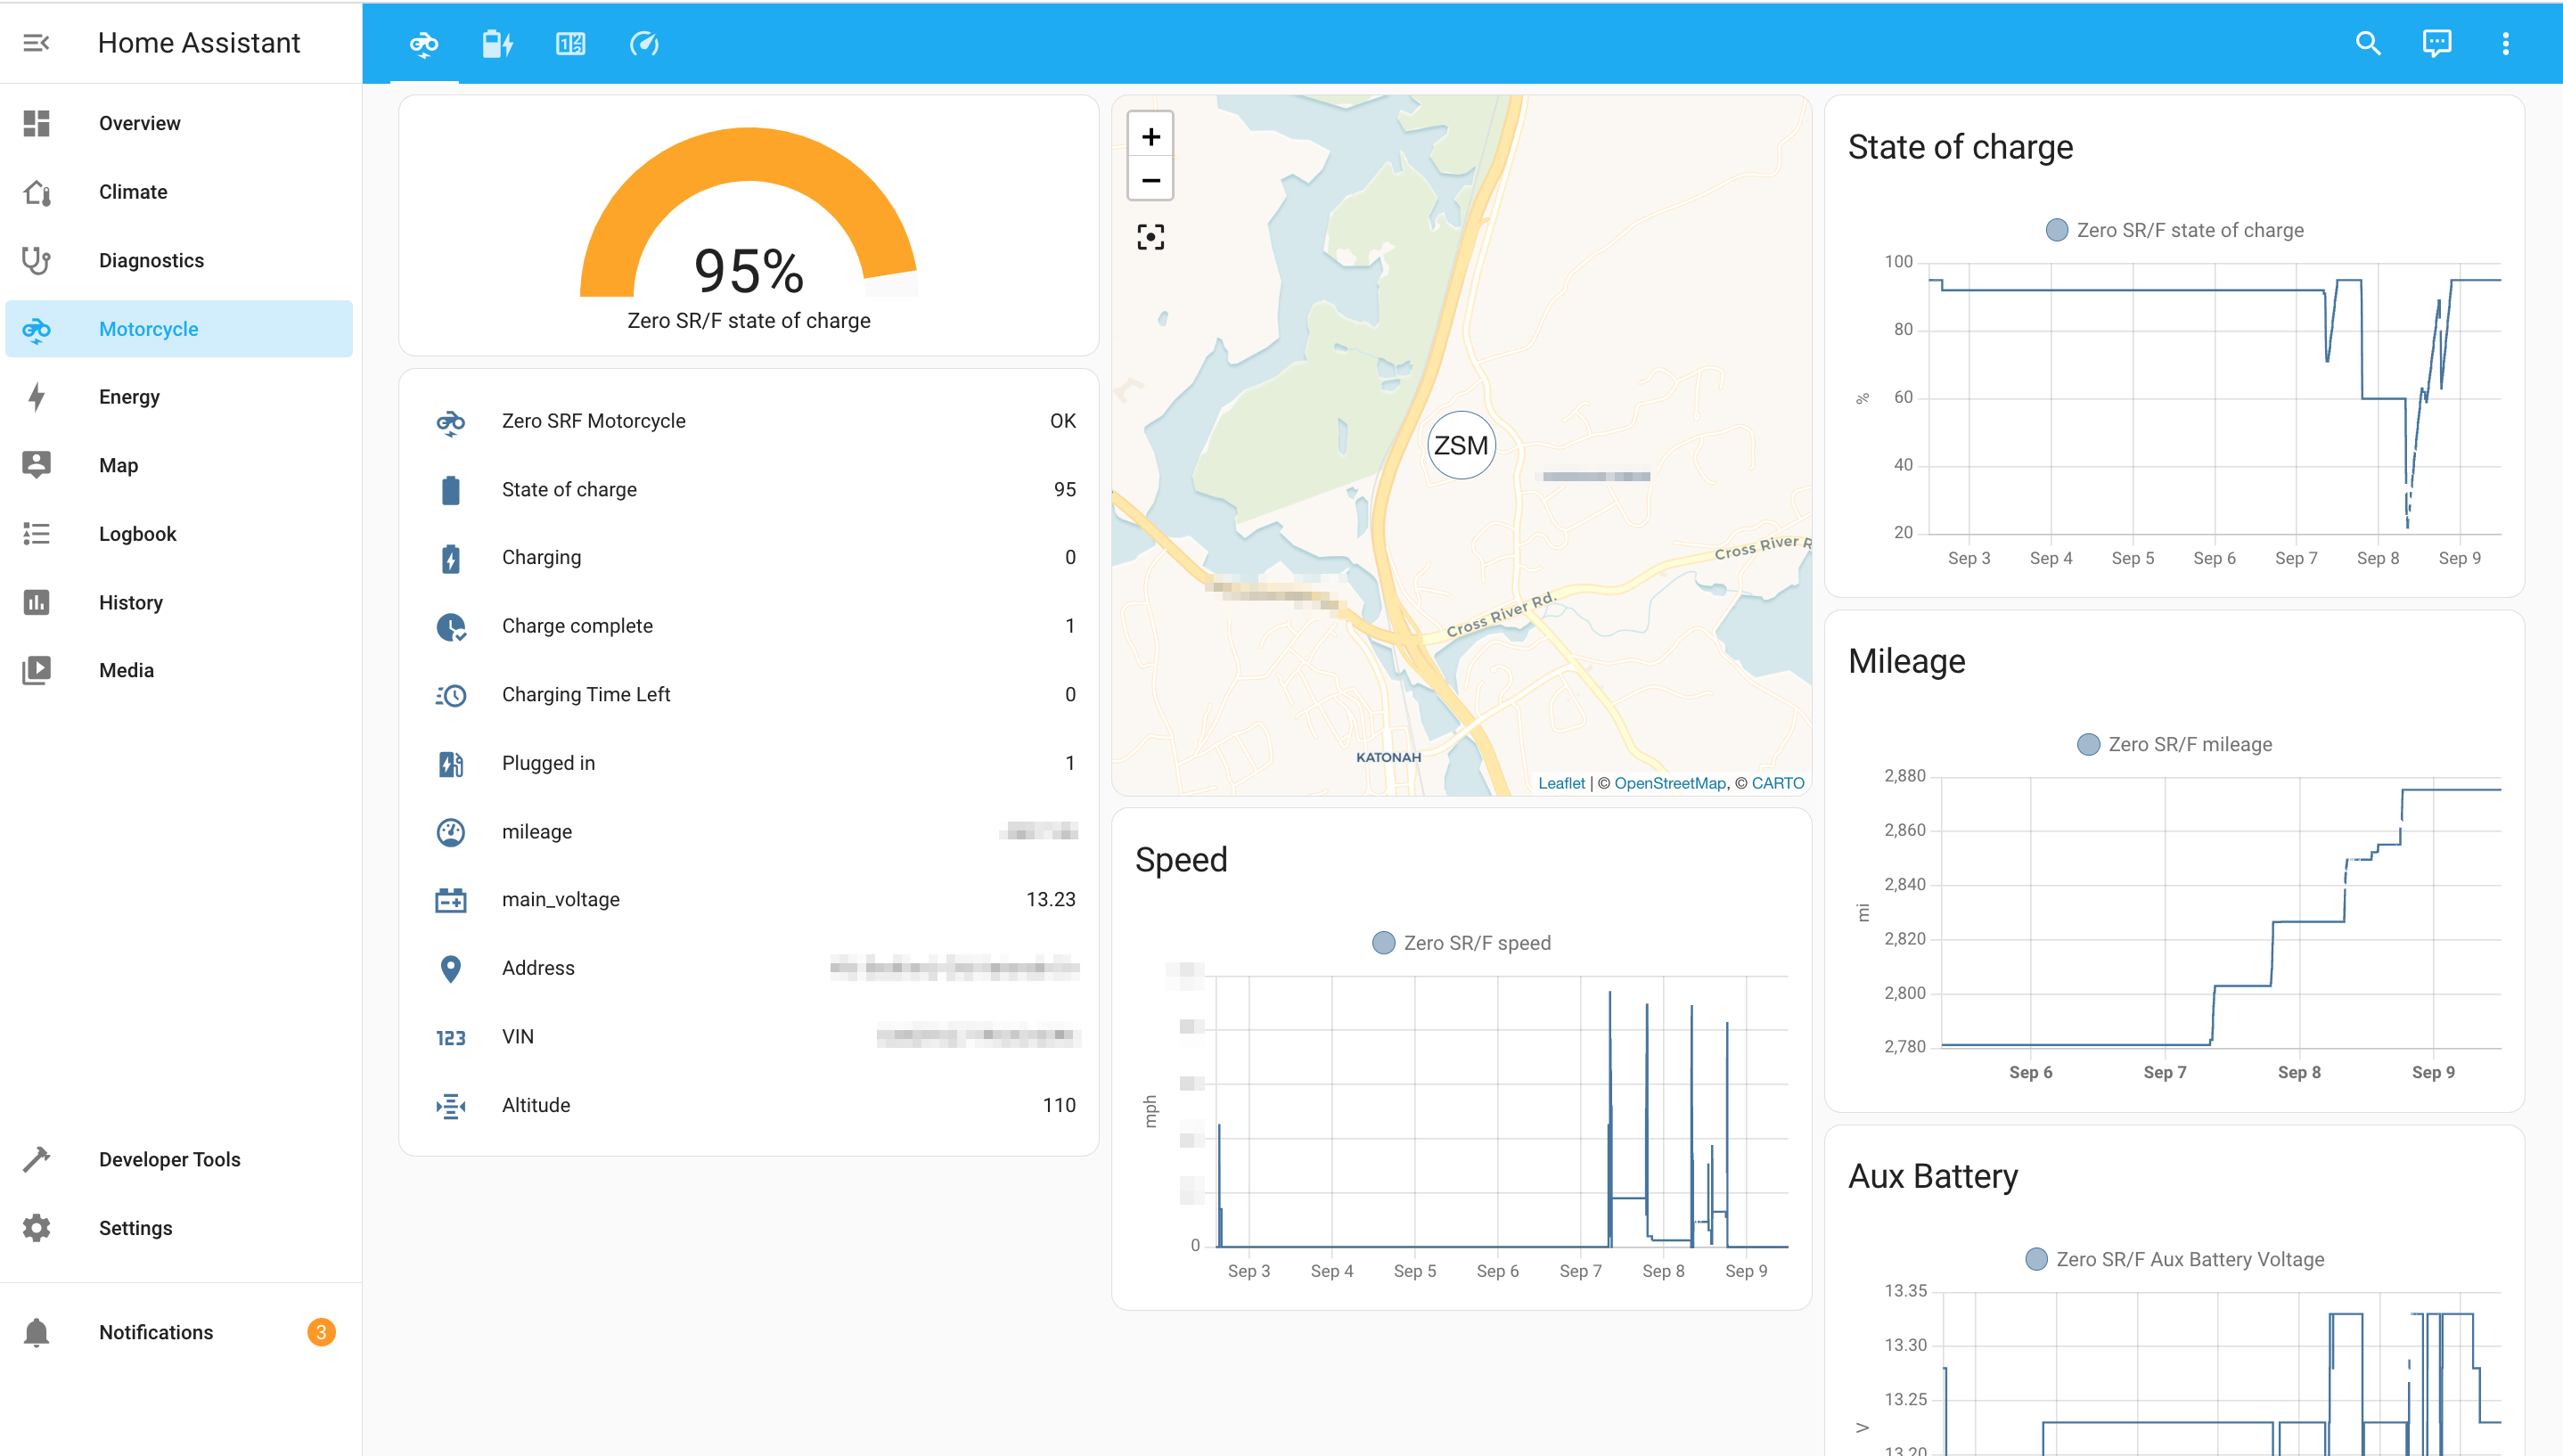 Home Assistant
Overview
Climate
Diagnostics
Motorcycle
Energy
Map
Logbook
History
Media
Developer Tools
Settings
Notifications 3
95%
Zero SR/F state of charge
Zero SRF Motorcycle OK
State of charge 95
Charging 0
Charge complete 1
Charging Time Left 0
Plugged in 1
mileage
main_voltage 13.23
Address
123 VIN
Altitude 110
+
−
ZSM
Cross River Rd.
Cross River R
KATONAH
Leaflet | © OpenStreetMap, © CARTO
Speed
Zero SR/F speed
mph
0
Sep 3 Sep 4 Sep 5 Sep 6 Sep 7 Sep 8 Sep 9
State of charge
Zero SR/F state of charge
100
80
%
60
40
20
Sep 3 Sep 4 Sep 5 Sep 6 Sep 7 Sep 8 Sep 9
Mileage
Zero SR/F mileage
2,880
2,860
2,840
mi
2,820
2,800
2,780
Sep 6 Sep 7 Sep 8 Sep 9
Aux Battery
Zero SR/F Aux Battery Voltage
13.35
13.30
13.25
V
13.20